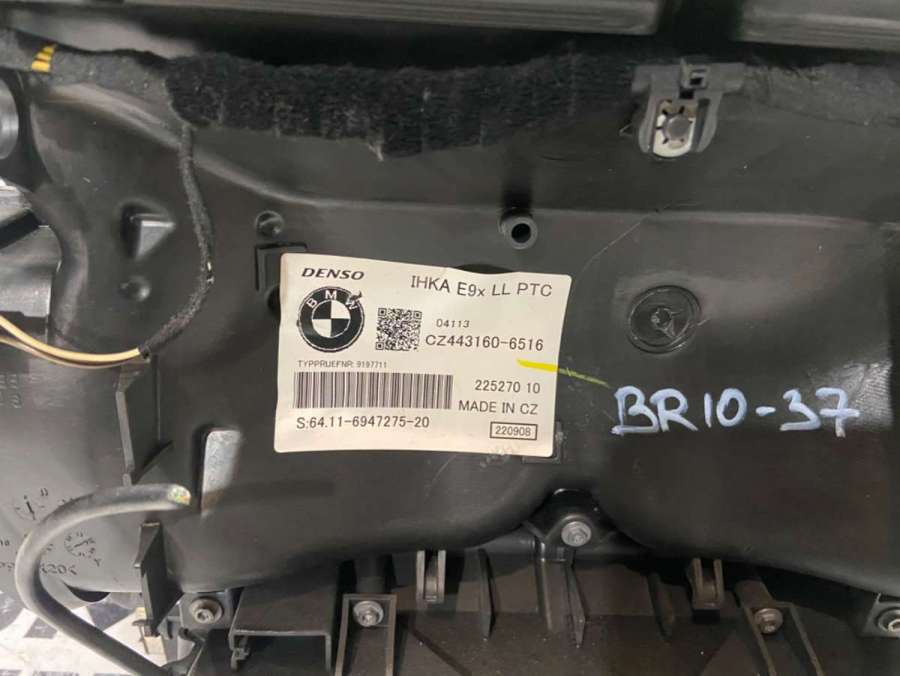 DENSO
IHKA E9x LL PTC
BMW
04113
CZ443160-6516
TYPPRUEFNR: 9197711
225270 10
MADE IN CZ
S:64.11-6947275-20
220908
BR10-37